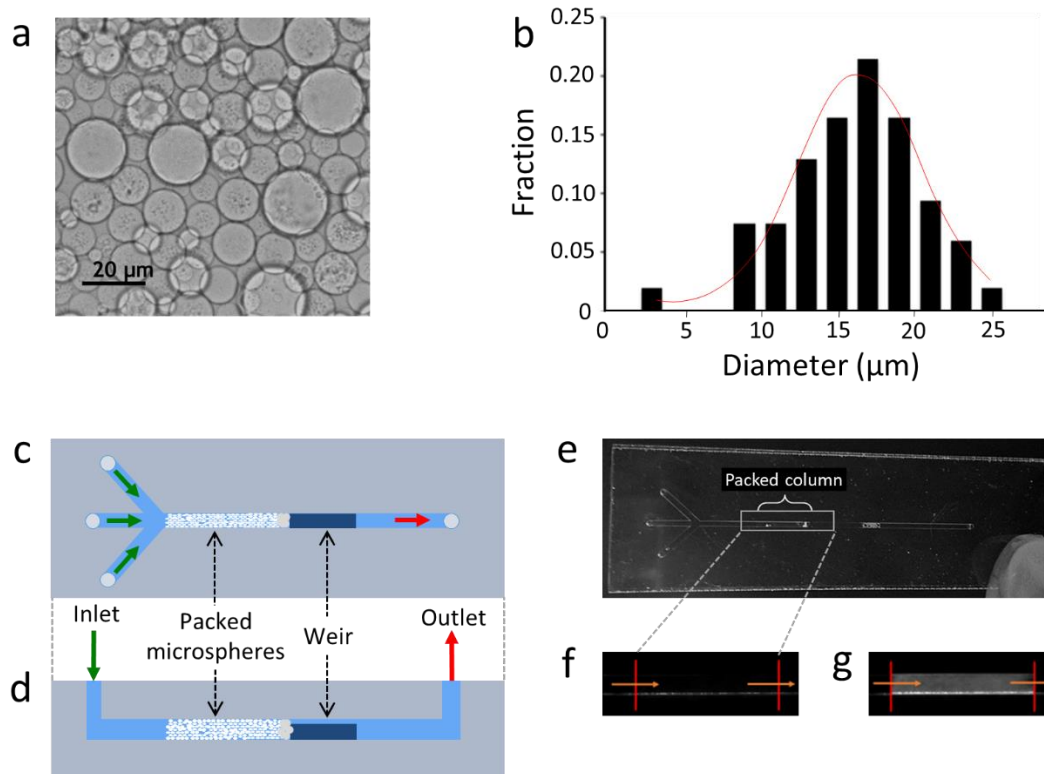 a
20 µm
b
0.25
0.20
0.15
0.10
0.05
0
Fraction
0
5
10
15
20
25
Diameter (µm)
c
Inlet
Packed
microspheres
Weir
Outlet
d
e
Packed column
f
g